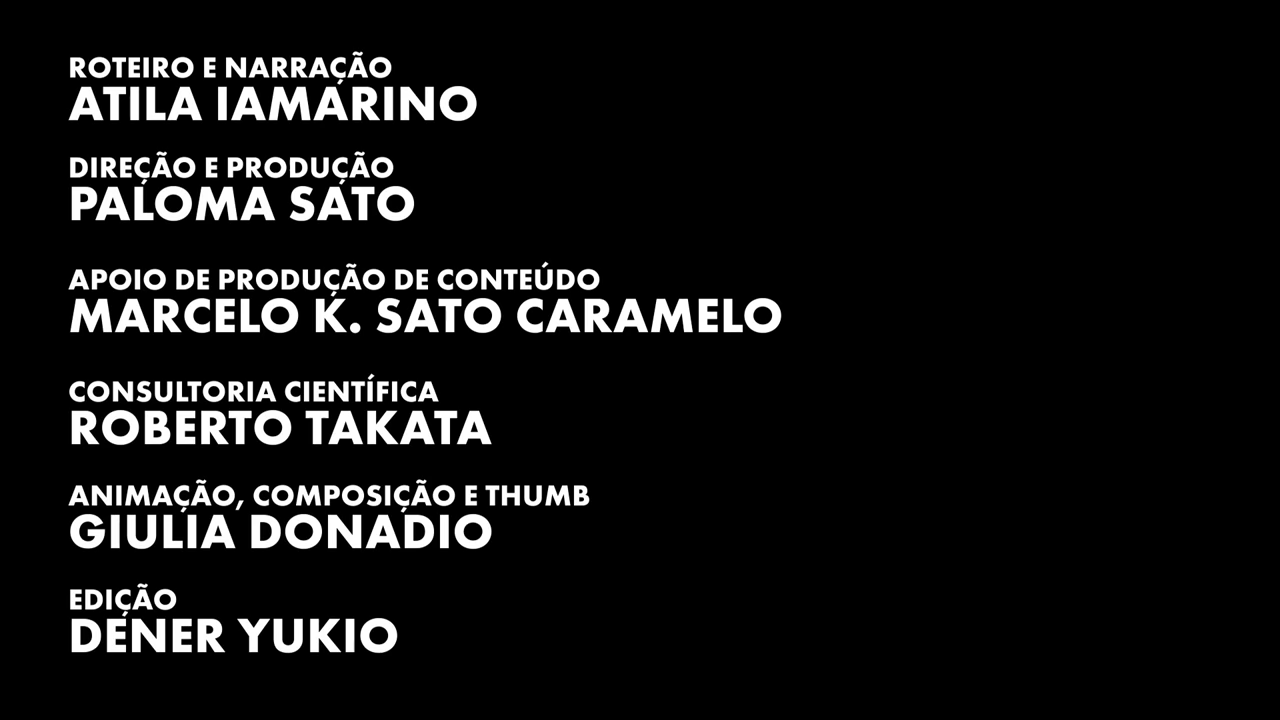 ROTEIRO E NARRAÇÃO
ATILA IAMARINO
DIREÇÃO E PRODUÇÃO
PALOMA SATO
APOIO DE PRODUÇÃO DE CONTEÚDO
MARCELO K. SATO CARAMELO
CONSULTORIA CIENTÍFICA
ROBERTO TAKATA
ANIMAÇÃO, COMPOSIÇÃO E THUMB
GIULIA DONADIO
EDIÇÃO
DENER YUKIO